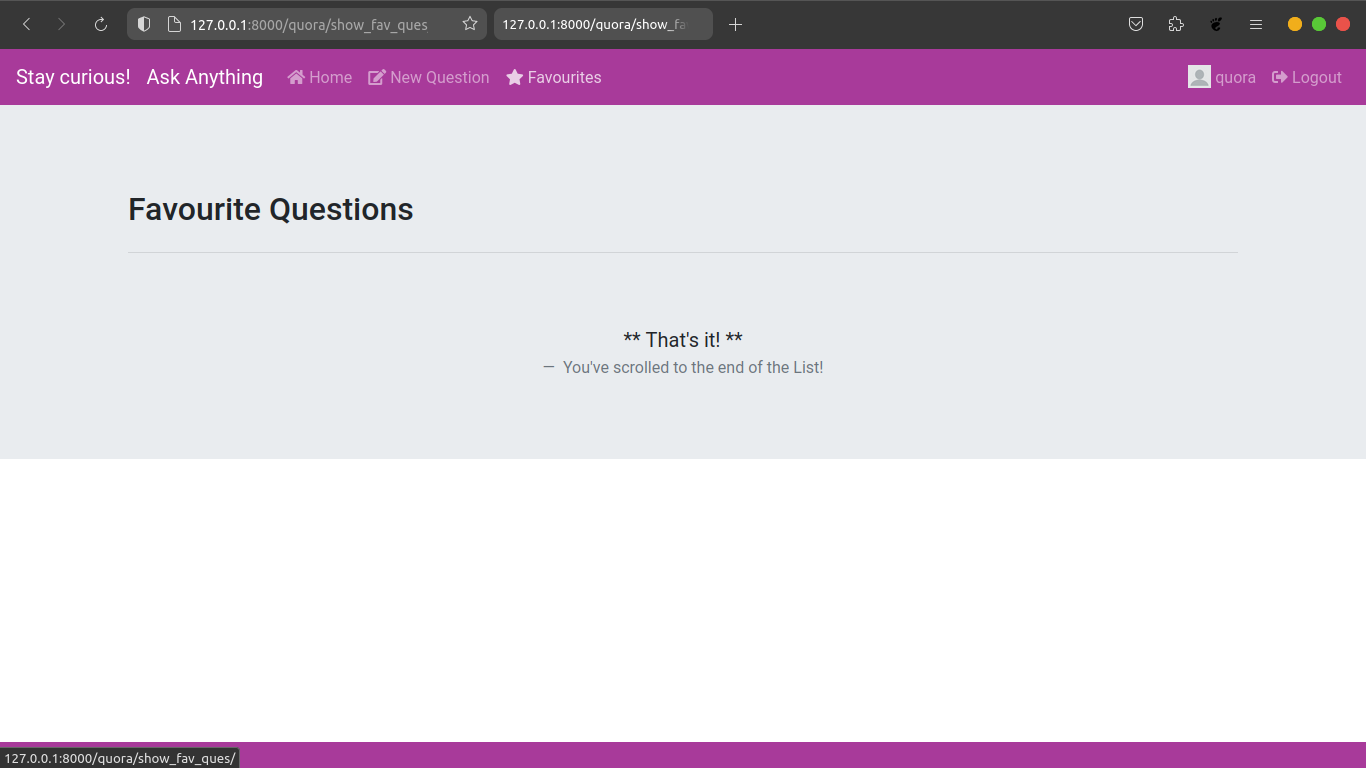 127.0.0.1:8000/quora/show_fav_ques
127.0.0.1:8000/quora/show_fa
Stay curious! Ask Anything Home New Question Favourites quora Logout
Favourite Questions
** That's it! **
— You've scrolled to the end of the List!
127.0.0.1:8000/quora/show_fav_ques/